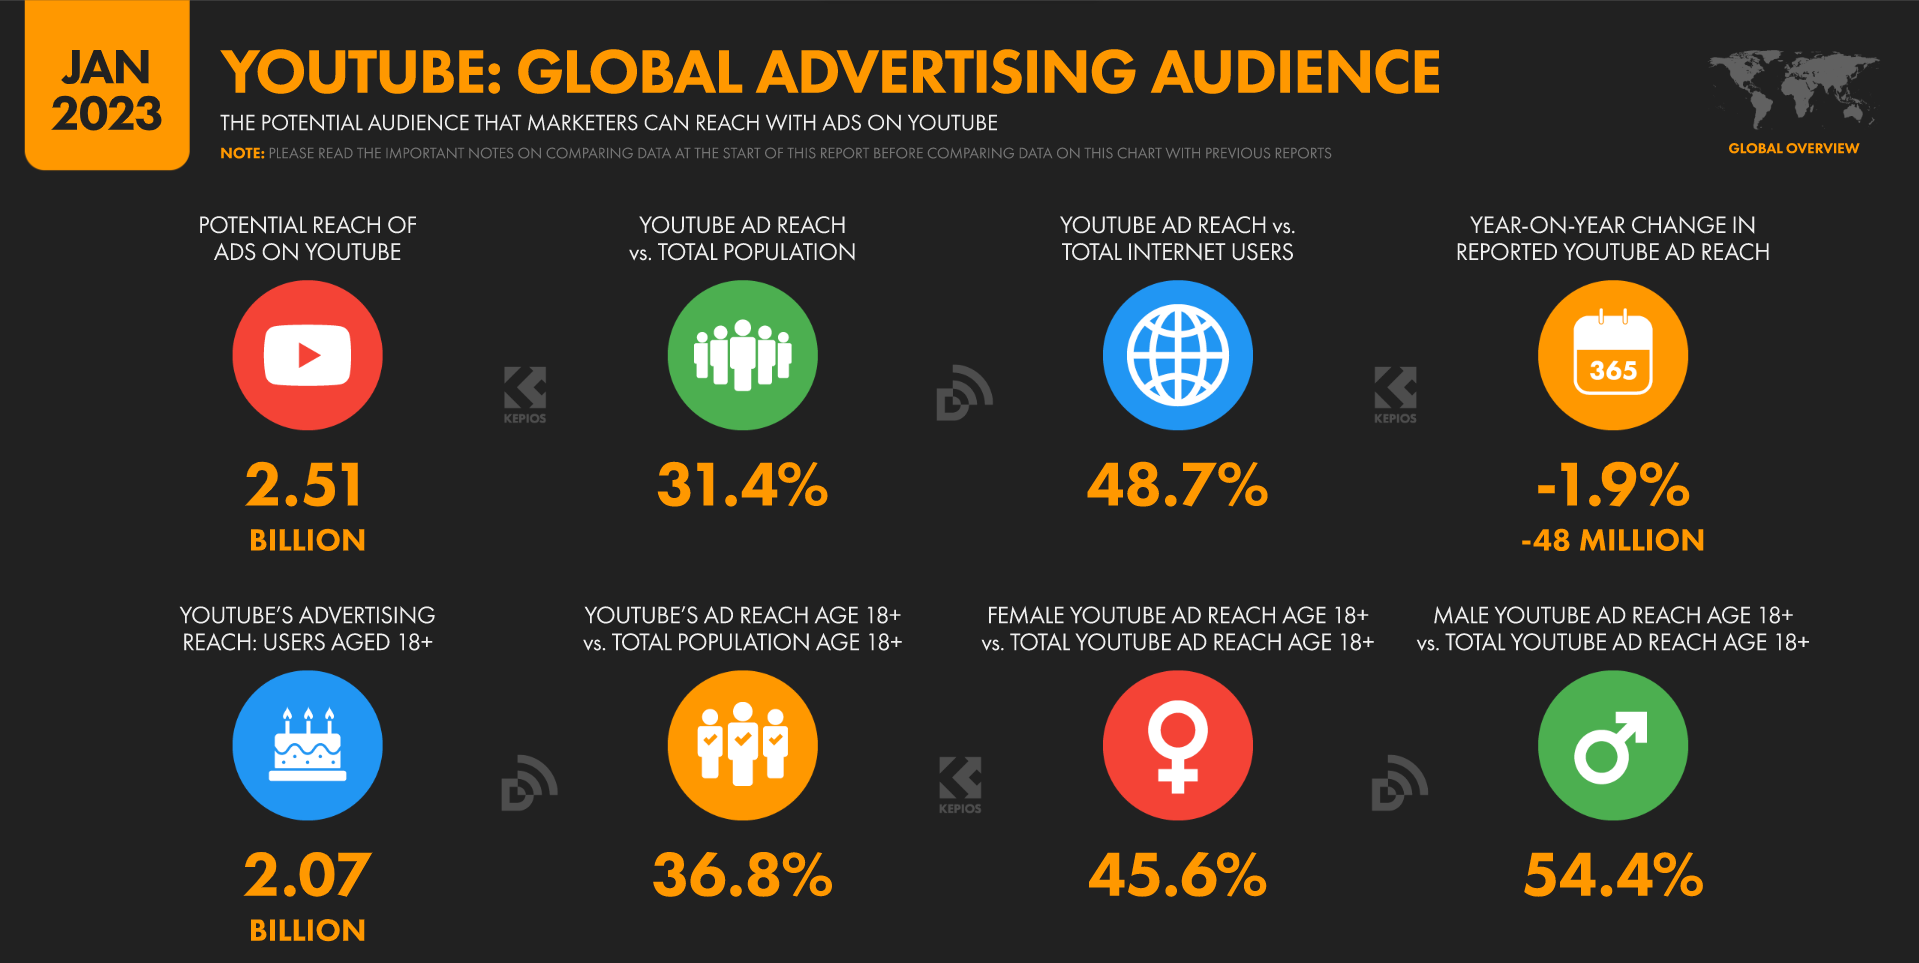 JAN
2023
YOUTUBE: GLOBAL ADVERTISING AUDIENCE
THE POTENTIAL AUDIENCE THAT MARKETERS CAN REACH WITH ADS ON YOUTUBE
NOTE: PLEASE READ THE IMPORTANT NOTES ON COMPARING DATA AT THE START OF THIS REPORT BEFORE COMPARING DATA ON THIS CHART WITH PREVIOUS REPORTS
GLOBAL OVERVIEW
POTENTIAL REACH OF
ADS ON YOUTUBE
2.51
BILLION
KEPIOS
YOUTUBE AD REACH
vs. TOTAL POPULATION
31.4%
D
YOUTUBE AD REACH vs.
TOTAL INTERNET USERS
48.7%
KEPIOS
YEAR-ON-YEAR CHANGE IN
REPORTED YOUTUBE AD REACH
365
-1.9%
-48 MILLION
YOUTUBE'S ADVERTISING
REACH: USERS AGED 18+
2.07
BILLION
D
YOUTUBE'S AD REACH AGE 18+
vs. TOTAL POPULATION AGE 18+
36.8%
KEPIOS
FEMALE YOUTUBE AD REACH AGE 18+
vs. TOTAL YOUTUBE AD REACH AGE 18+
45.6%
D
MALE YOUTUBE AD REACH AGE 18+
vs. TOTAL YOUTUBE AD REACH AGE 18+
54.4%